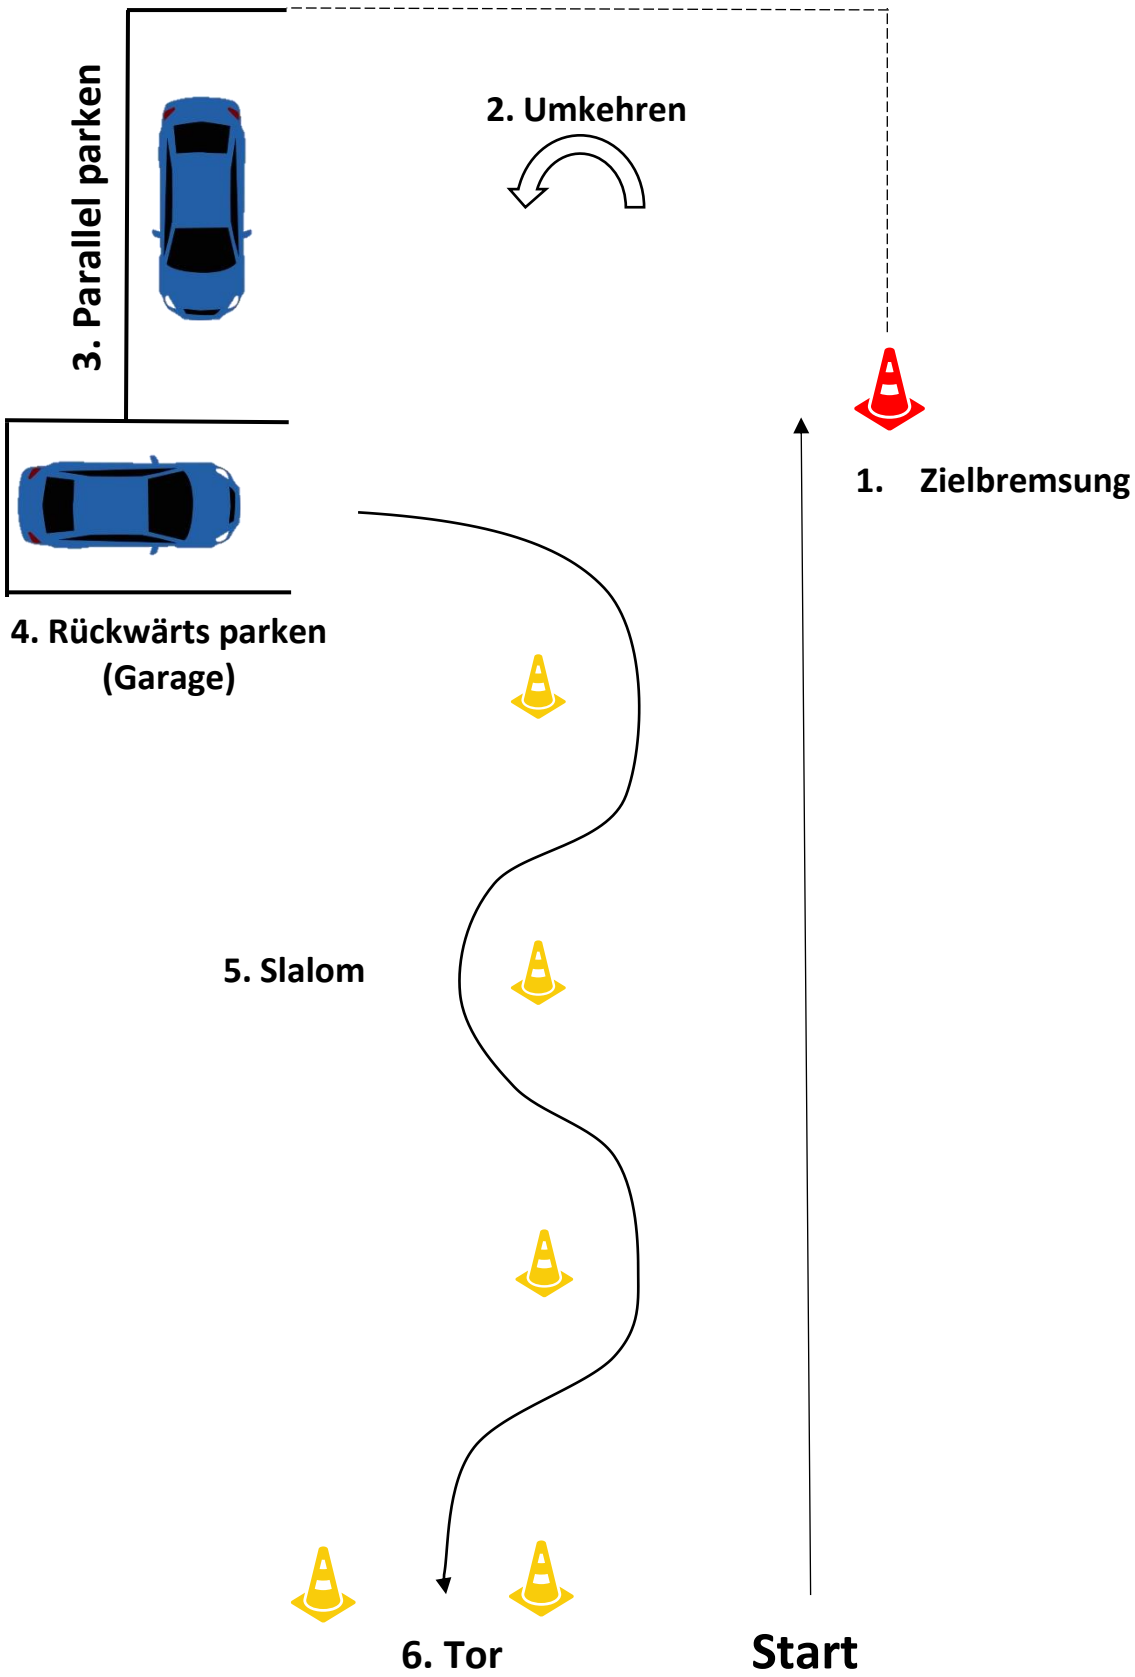 2. Umkehren
3. Parallel parken
1. Zielbremsung
4. Rückwärts parken
(Garage)
5. Slalom
6. Tor
Start